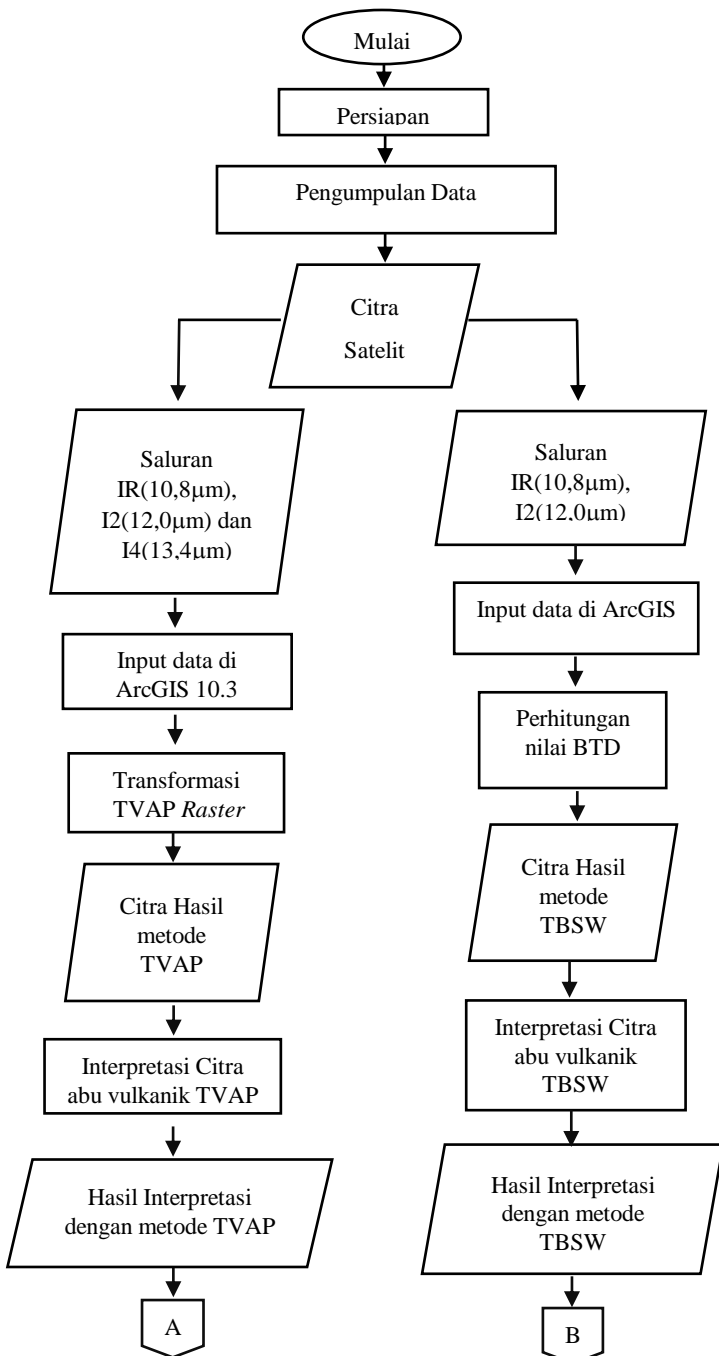 Mulai
Persiapan
Pengumpulan Data
Citra
Satelit
Saluran
IR(10,8µm),
I2(12,0µm) dan
I4(13,4µm)
Input data di
ArcGIS 10.3
Transformasi
TVAP Raster
Citra Hasil
metode
TVAP
Interpretasi Citra
abu vulkanik TVAP
Hasil Interpretasi
dengan metode TVAP
A
Saluran
IR(10,8µm),
I2(12,0µm)
Input data di ArcGIS
Perhitungan
nilai BTD
Citra Hasil
metode
TBSW
Interpretasi Citra
abu vulkanik
TBSW
Hasil Interpretasi
dengan metode
TBSW
B